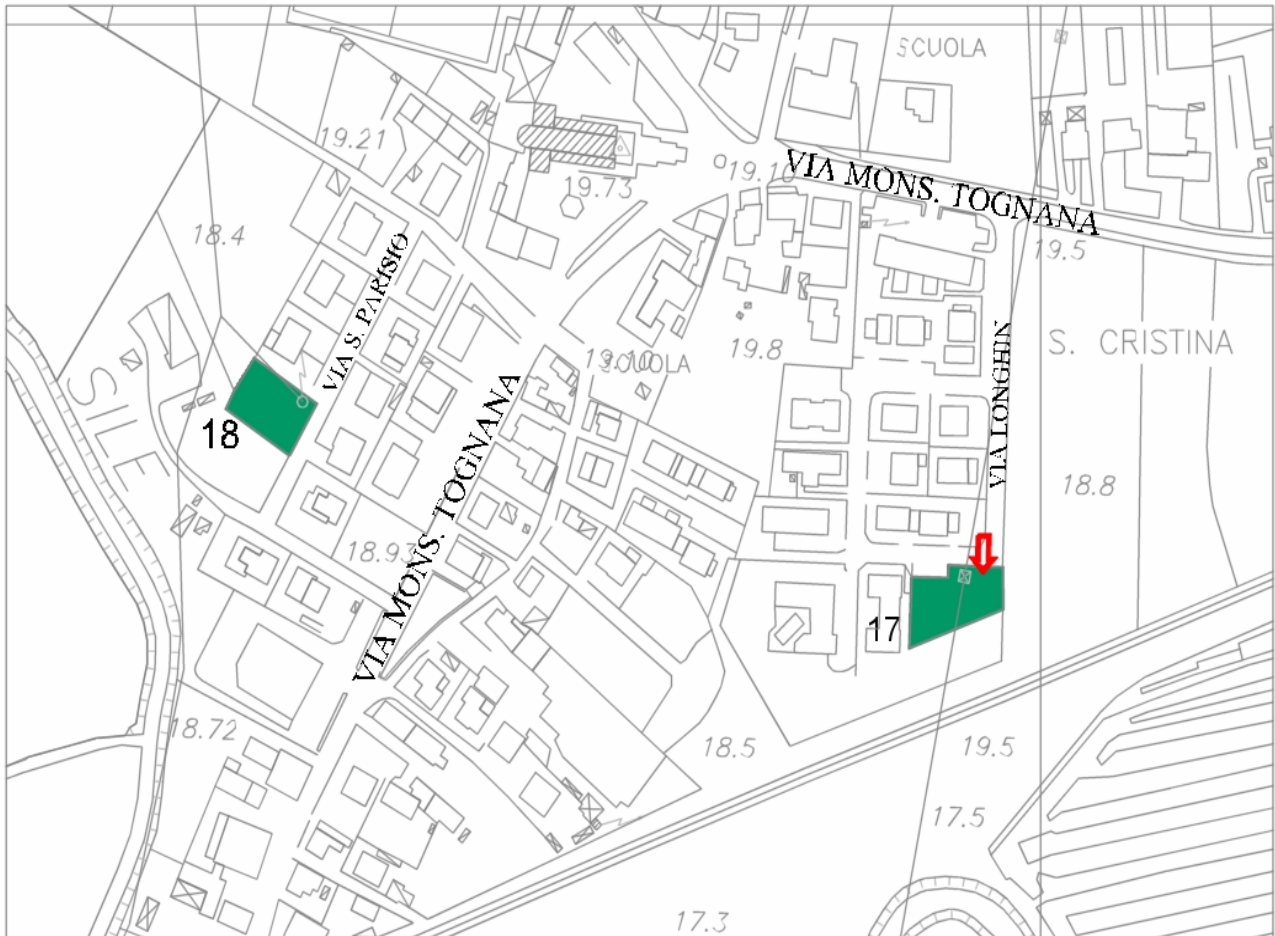 SCUOLA
19.21
19.10
VIA MONS. TOGNANA
19.73
18.4
19.5
VIA S. PARISIO
VIA LONGHIN
S. CRISTINA
19.8
SILE
18
VIA MONS. TOGNANA
18.8
18.93
17
18.72
18.5
19.5
17.5
17.3